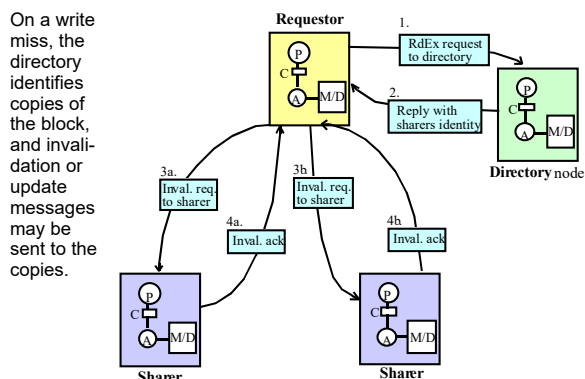 On a write
miss, the
directory
identifies
copies of
the block,
and invali-
dation or
update
messages
may be
sent to the
copies.
Requestor
P
C
A
M/D
1.
RdEx request
to directory
2.
Reply with
sharers identity
P
C
A
M/D
Directory node
3a.
Inval. req.
to sharer
4a.
Inval. ack
3b.
Inval. req.
to sharer
4b.
Inval. ack
P
C
A
M/D
Sharer
P
C
A
M/D
Sharer